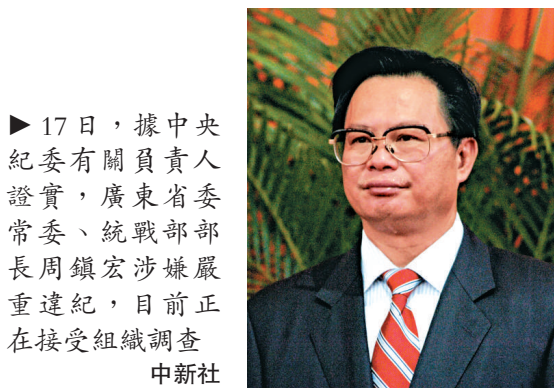 ▶17日，據中央
紀委有關負責人
證實，廣東省委
常委、統戰部部
長周鎮宏涉嫌嚴
重違紀，目前正
在接受組織調查
中新社